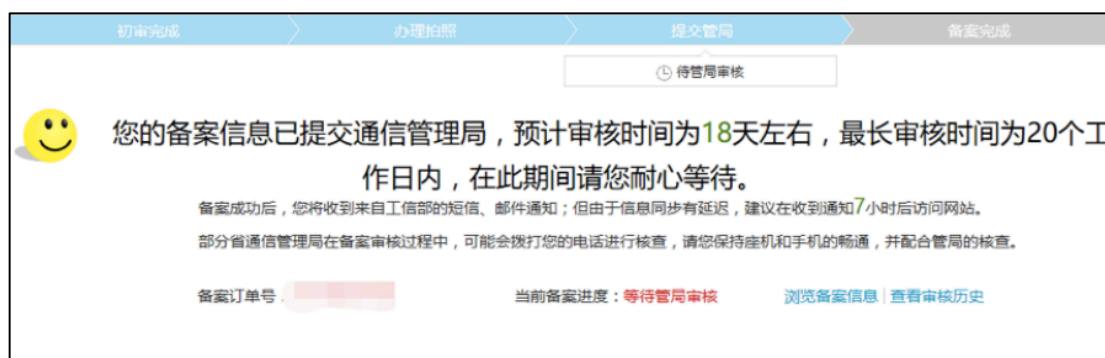 初审完成 办理拍照 提交管局 备案完成
待管局审核
您的备案信息已提交通信管理局，预计审核时间为18天左右，最长审核时间为20个工
作日内，在此期间请您耐心等待。
备案成功后，您将收到来自工信部的短信、邮件通知；但由于信息同步有延迟，建议在收到通知7小时后访问网站。
部分省通信管理局在备案审核过程中，可能会拨打您的电话进行核查，请您保持座机和手机的畅通，并配合管局的核查。
备案订单号 当前备案进度：等待管局审核 浏览备案信息 | 查看审核历史